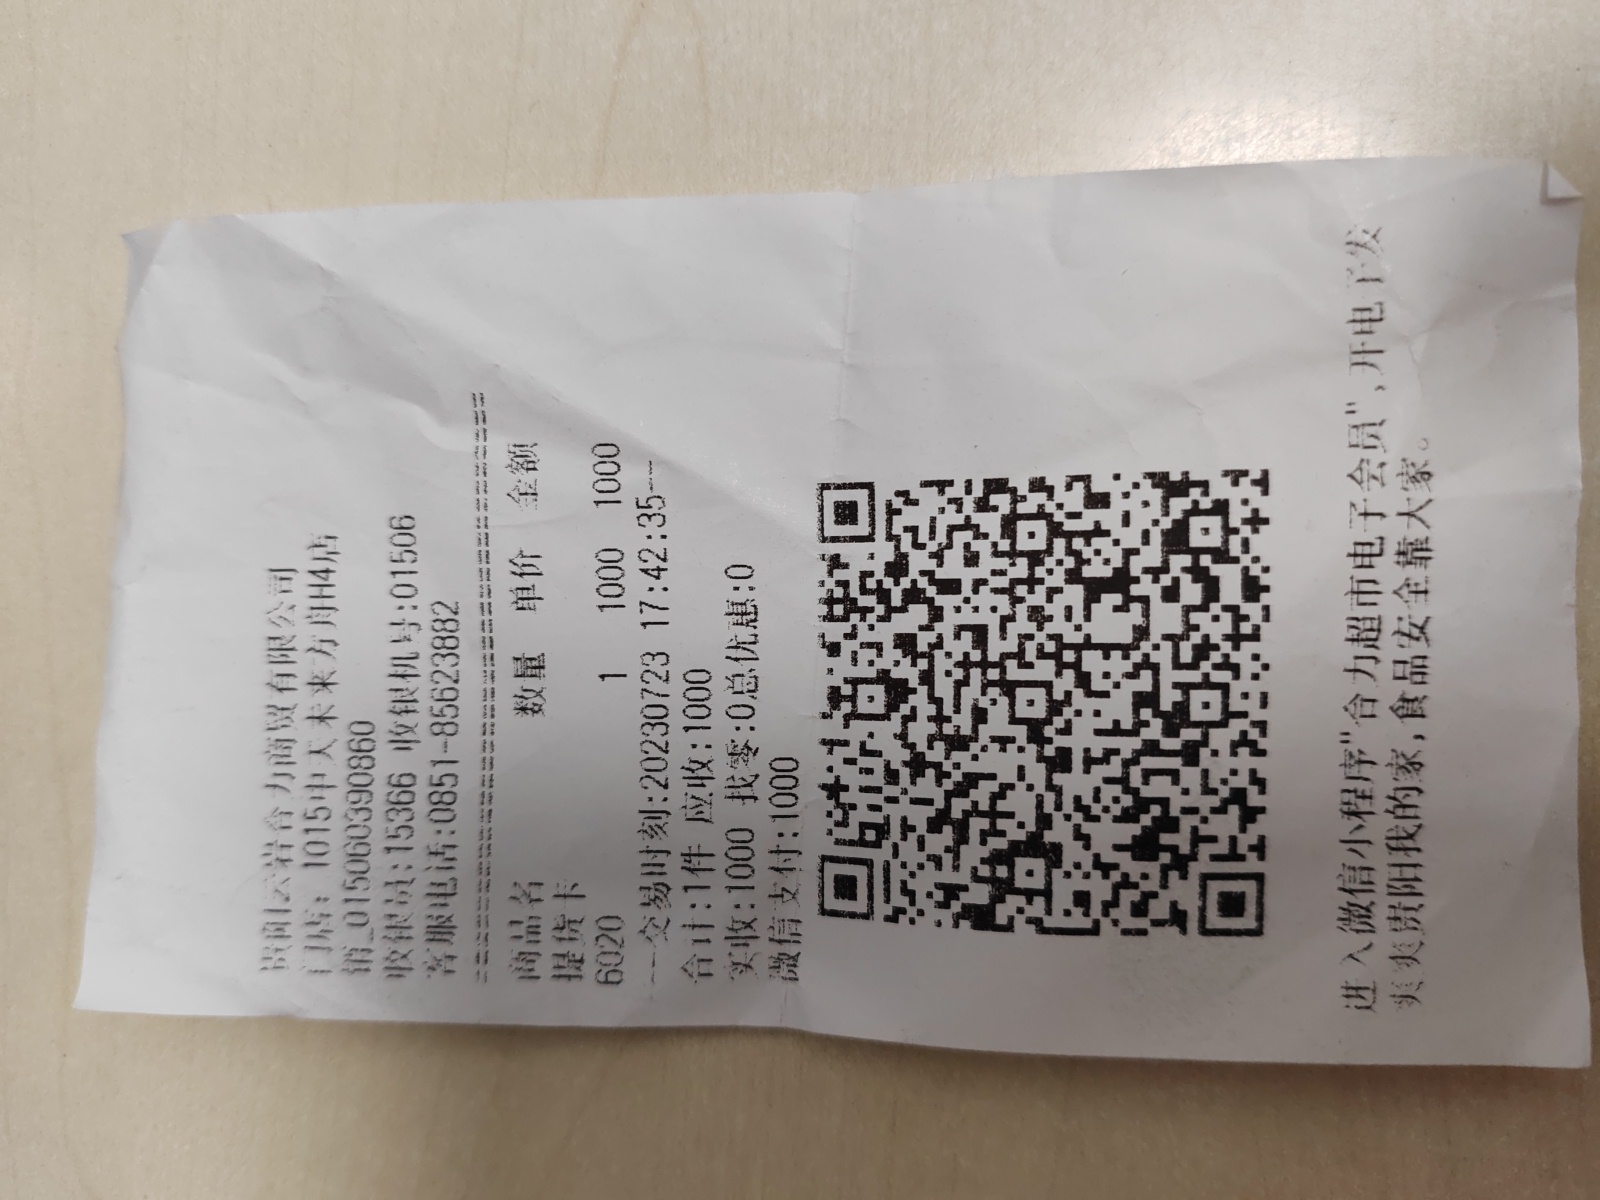 贵阳云岩合力商贸有限公司
门店: 1015中天未来方舟H4店
销_01506039​0860
收银员:15366 收银机号:01506
客服电话:0851-85623882
商品名 数量 单价 金额
提货卡
6020 1 1000 1000
---交易时刻:20230723 17:42:35---
合计:1件 应收:1000
实收:1000 找零:0总优惠:0
微信支付:1000
进入微信小程序"合力超市电子会员",开电子发
爽爽贵阳我的家,食品安全靠大家。